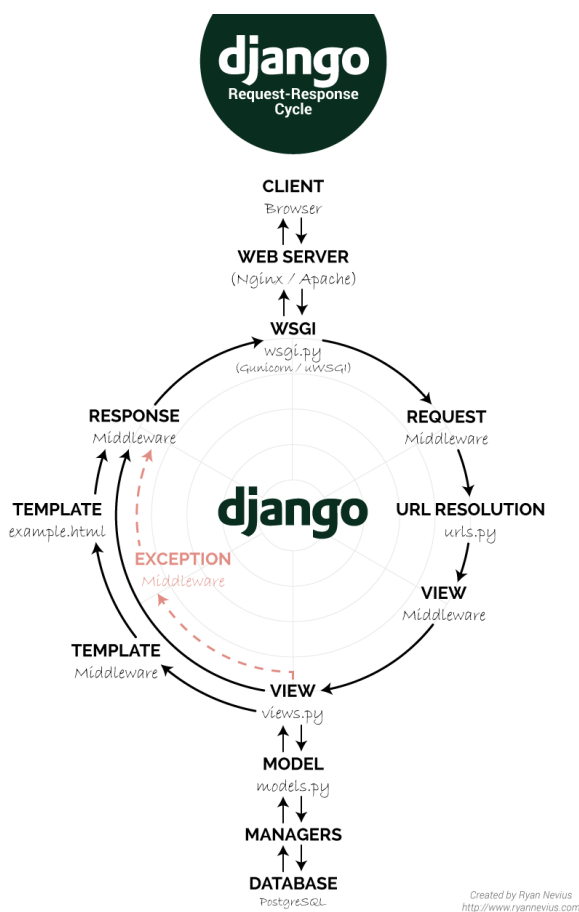 django
Request-Response
Cycle
CLIENT
Browser
WEB SERVER
(Nginx / Apache)
WSGI
wsgi.py
(Gunicorn / uWSGI)
RESPONSE
Middleware
REQUEST
Middleware
TEMPLATE
example.html
django
URL RESOLUTION
urls.py
EXCEPTION
Middleware
VIEW
Middleware
TEMPLATE
Middleware
VIEW
views.py
MODEL
models.py
MANAGERS
DATABASE
PostgreSQL
Created by Ryan Nevius
http://www.ryannevius.com